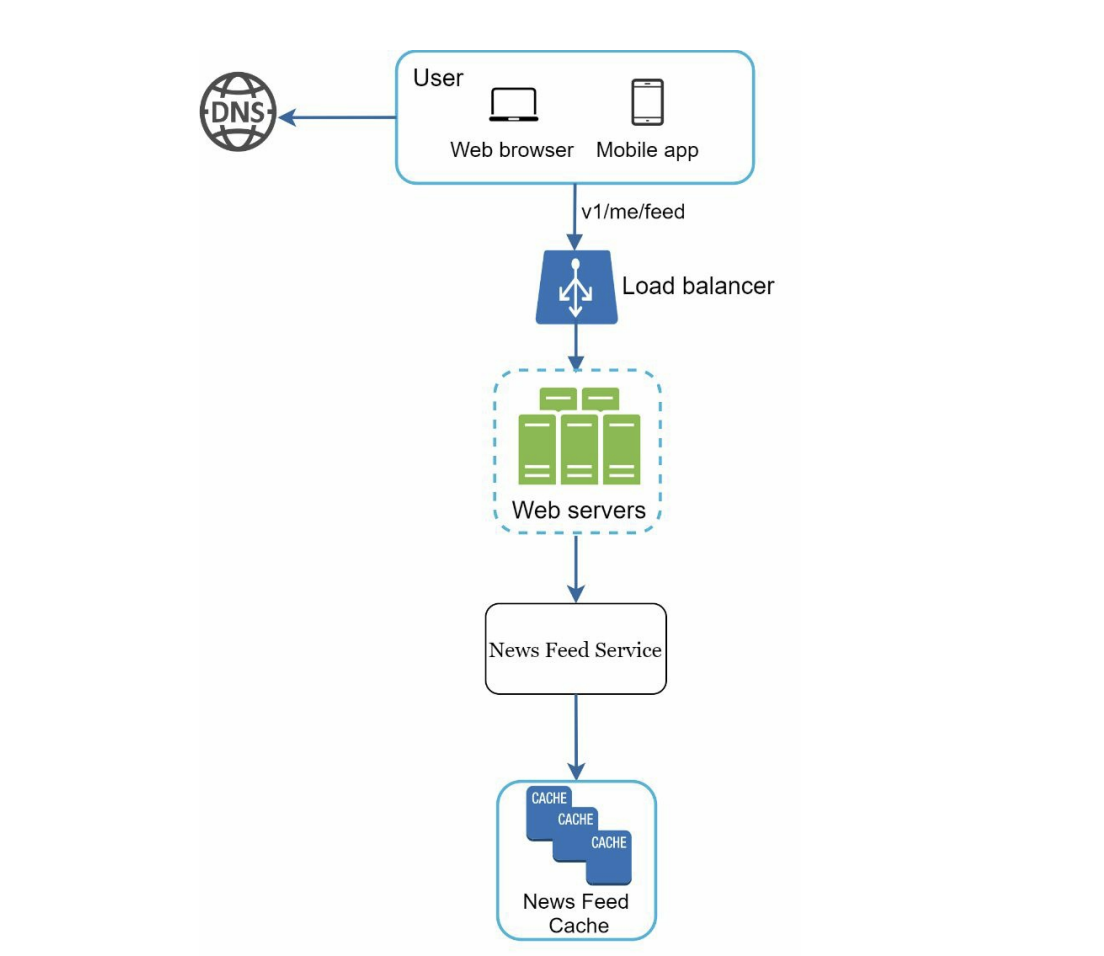 User
DNS
Web browser
Mobile app
v1/me/feed
Load balancer
Web servers
News Feed Service
CACHE
CACHE
CACHE
News Feed
Cache